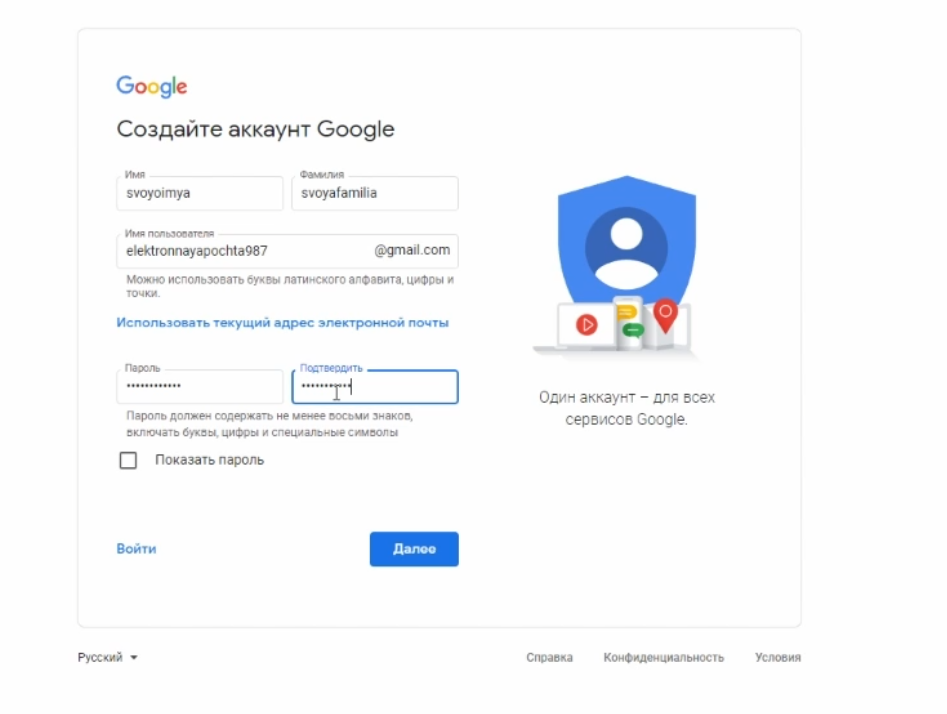 Google
Создайте аккаунт Google
Имя
Фамилия
svoyoimya
svoyafamilia
Имя пользователя
elektronnayapochta987 @gmail.com
Можно использовать буквы латинского алфавита, цифры и
точки.
Использовать текущий адрес электронной почты
Пароль
Подтвердить
•••••••••••• 
••••••••••••
Пароль должен содержать не менее восьми знаков,
включать буквы, цифры и специальные символы
Показать пароль
Войти
Далее
Один аккаунт – для всех
сервисов Google.
Русский
Справка Конфиденциальность Условия